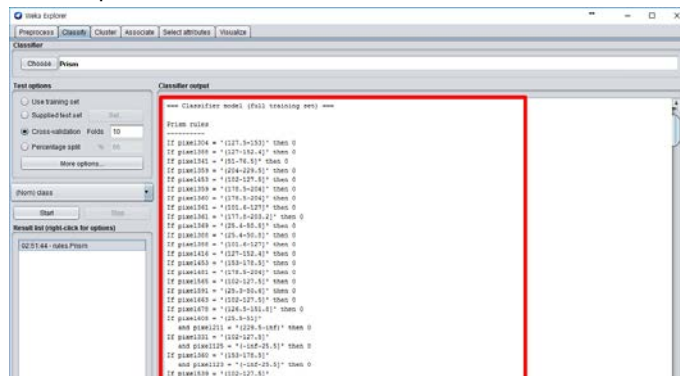 Weka Explorer
Preprocess Classify Cluster Associate Select attributes Visualize
Classifier
Choose Prism
Test options
Classifier output
Use training set
Supplied test set Set...
Cross-validation Folds 10
Percentage split % 66
More options...
(Nom) class
Start Stop
Result list (right-click for options)
02:51:44 - rules.Prism
=== Classifier model (full training set) ===
Prism rules
----------
If pixel304 = '(127.5-153]' then 0
If pixel308 = '(127-152.4]' then 0
If pixel341 = '(51-76.5]' then 0
If pixel359 = '(204-229.5]' then 0
If pixel453 = '(102-127.5]' then 0
If pixel359 = '(178.5-204]' then 0
If pixel360 = '(178.5-204]' then 0
If pixel361 = '(101.6-127]' then 0
If pixel361 = '(177.8-203.2]' then 0
If pixel369 = '(25.4-50.8]' then 0
If pixel388 = '(25.4-50.8]' then 0
If pixel388 = '(101.6-127]' then 0
If pixel416 = '(127-152.4]' then 0
If pixel453 = '(153-178.5]' then 0
If pixel481 = '(178.5-204]' then 0
If pixel565 = '(102-127.5]' then 0
If pixel591 = '(25.3-50.6]' then 0
If pixel663 = '(102-127.5]' then 0
If pixel678 = '(126.5-151.8]' then 0
If pixel608 = '(25.5-51]'
and pixel211 = '(229.5-inf)' then 0
If pixel331 = '(102-127.5]'
and pixel125 = '(-inf-25.5]' then 0
If pixel360 = '(153-178.5]'
and pixel123 = '(-inf-25.5]' then 0
If pixel539 = '(102-127.5]'